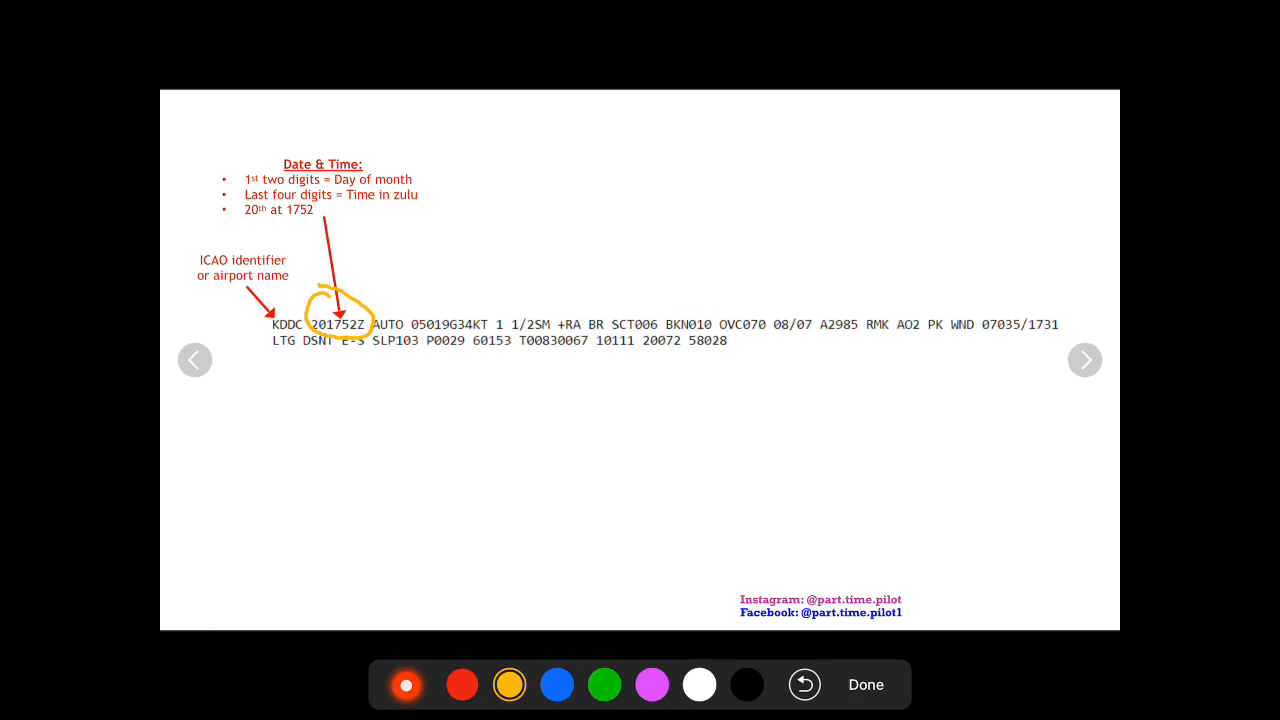 Date & Time:
• 1st two digits = Day of month
• Last four digits = Time in zulu
• 20th at 1752
ICAO identifier
or airport name
KDDC 201752Z AUTO 05019G34KT 1 1/2SM +RA BR SCT006 BKN010 OVC070 08/07 A2985 RMK AO2 PK WND 07035/1731
LTG DSNT E-S SLP103 P0029 60153 T00830067 10111 20072 58028
Instagram: @part.time.pilot
Facebook: @part.time.pilot1
Done